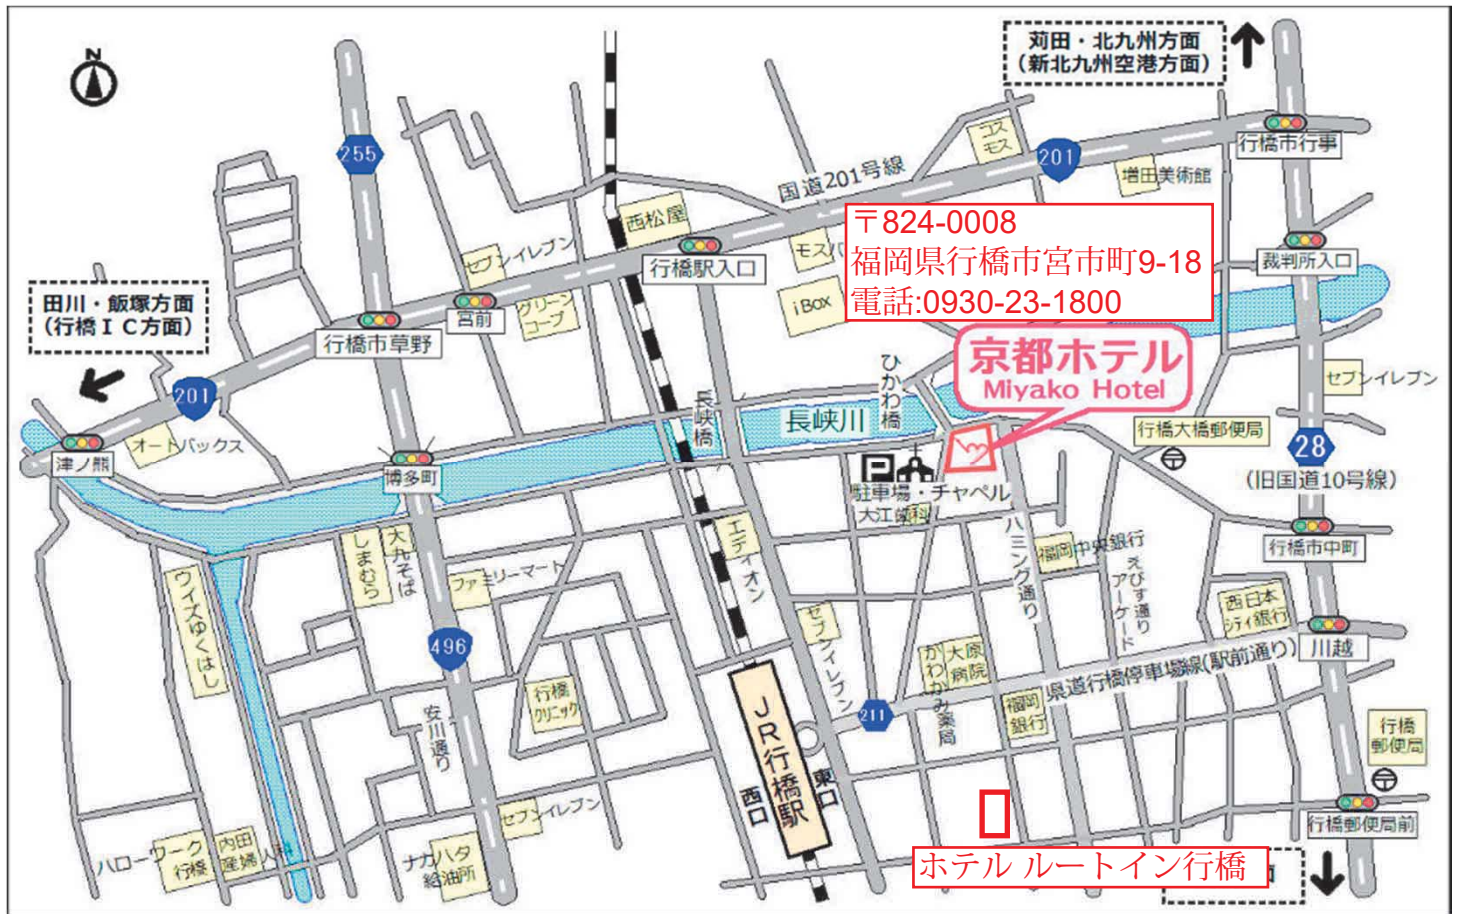 N
苅田・北九州方面
（新北九州空港方面）
255
コス
モス
201
行橋市行事
国道201号線
増田美術館
西松屋
〒824-0008
福岡県行橋市宮市町9-18
電話:0930-23-1800
セブンイレブン
行橋駅入口
モスバ
裁判所入口
田川・飯塚方面
（行橋ＩＣ方面）
宮前
グリーン
コープ
iBox
行橋市草野
京都ホテル
Miyako Hotel
ひかわ橋
セブンイレブン
201
長峡橋
長峡川
オートバックス
行橋大橋郵便局
28
（旧国道10号線）
津ノ熊
博多町
P
駐車場・チャペル
大江歯科
ハミング通り
行橋市中町
しまむら
大九そば
エディオン
福岡中央銀行
えびす通り
アーケード
ファミリーマート
ウイズゆくはし
西日本
シティ銀行
セブンイレブン
川越
496
かわかみ薬局
大原
病院
県道行橋停車場線(駅前通り)
行橋
クリニック
福岡
銀行
211
安川通り
JR行橋駅
行橋
郵便局
西口
東口
セブンイレブン
行橋郵便局前
ハローワーク
行橋
内田
産婦人科
ナカハタ
給油所
ホテル ルートイン行橋